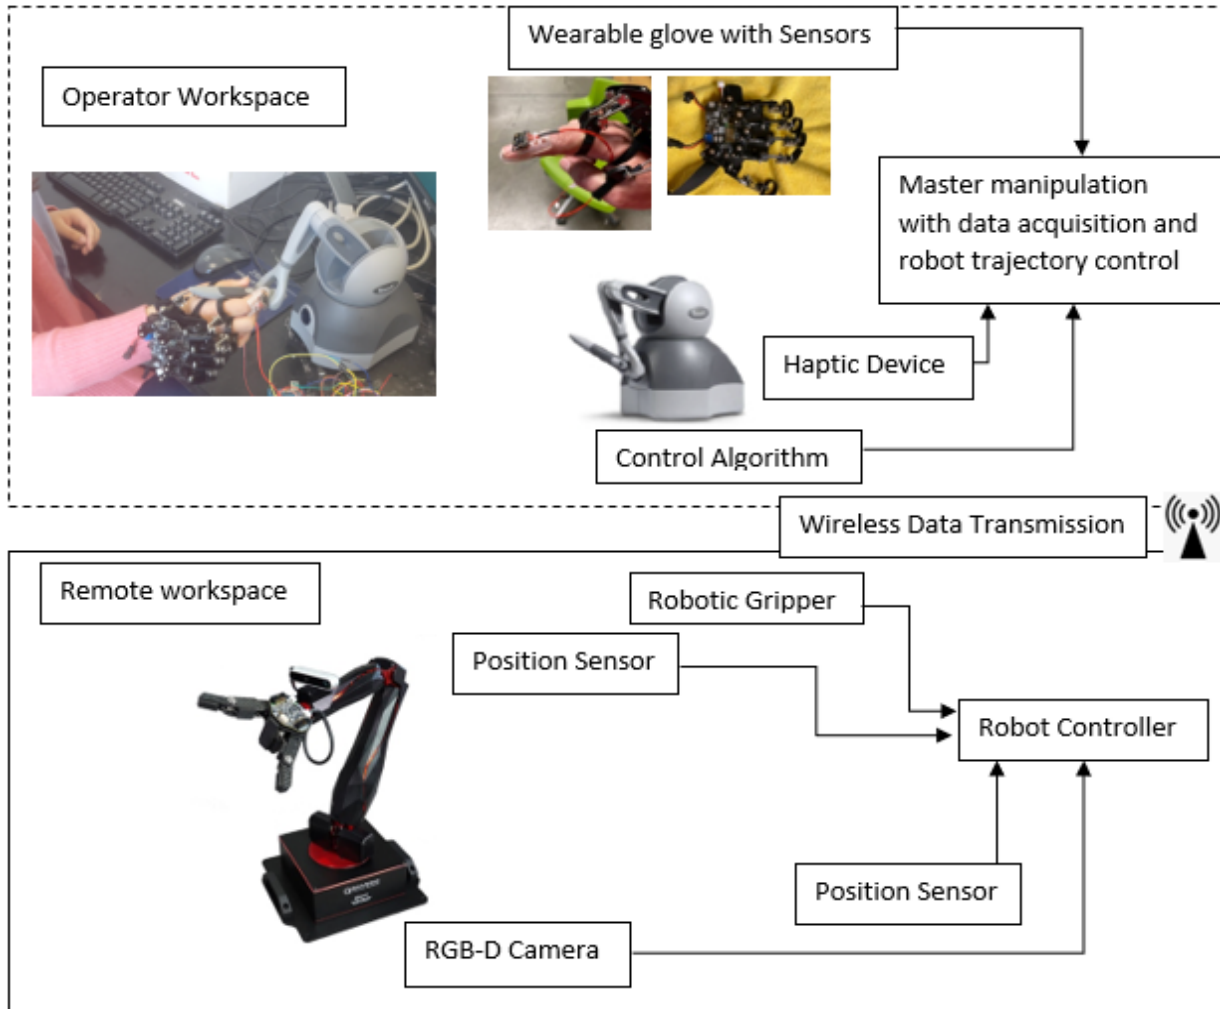 Wearable glove with Sensors
Operator Workspace
Master manipulation
with data acquisition and
robot trajectory control
Haptic Device
Control Algorithm
Wireless Data Transmission
Remote workspace
Robotic Gripper
Position Sensor
Robot Controller
Position Sensor
RGB-D Camera